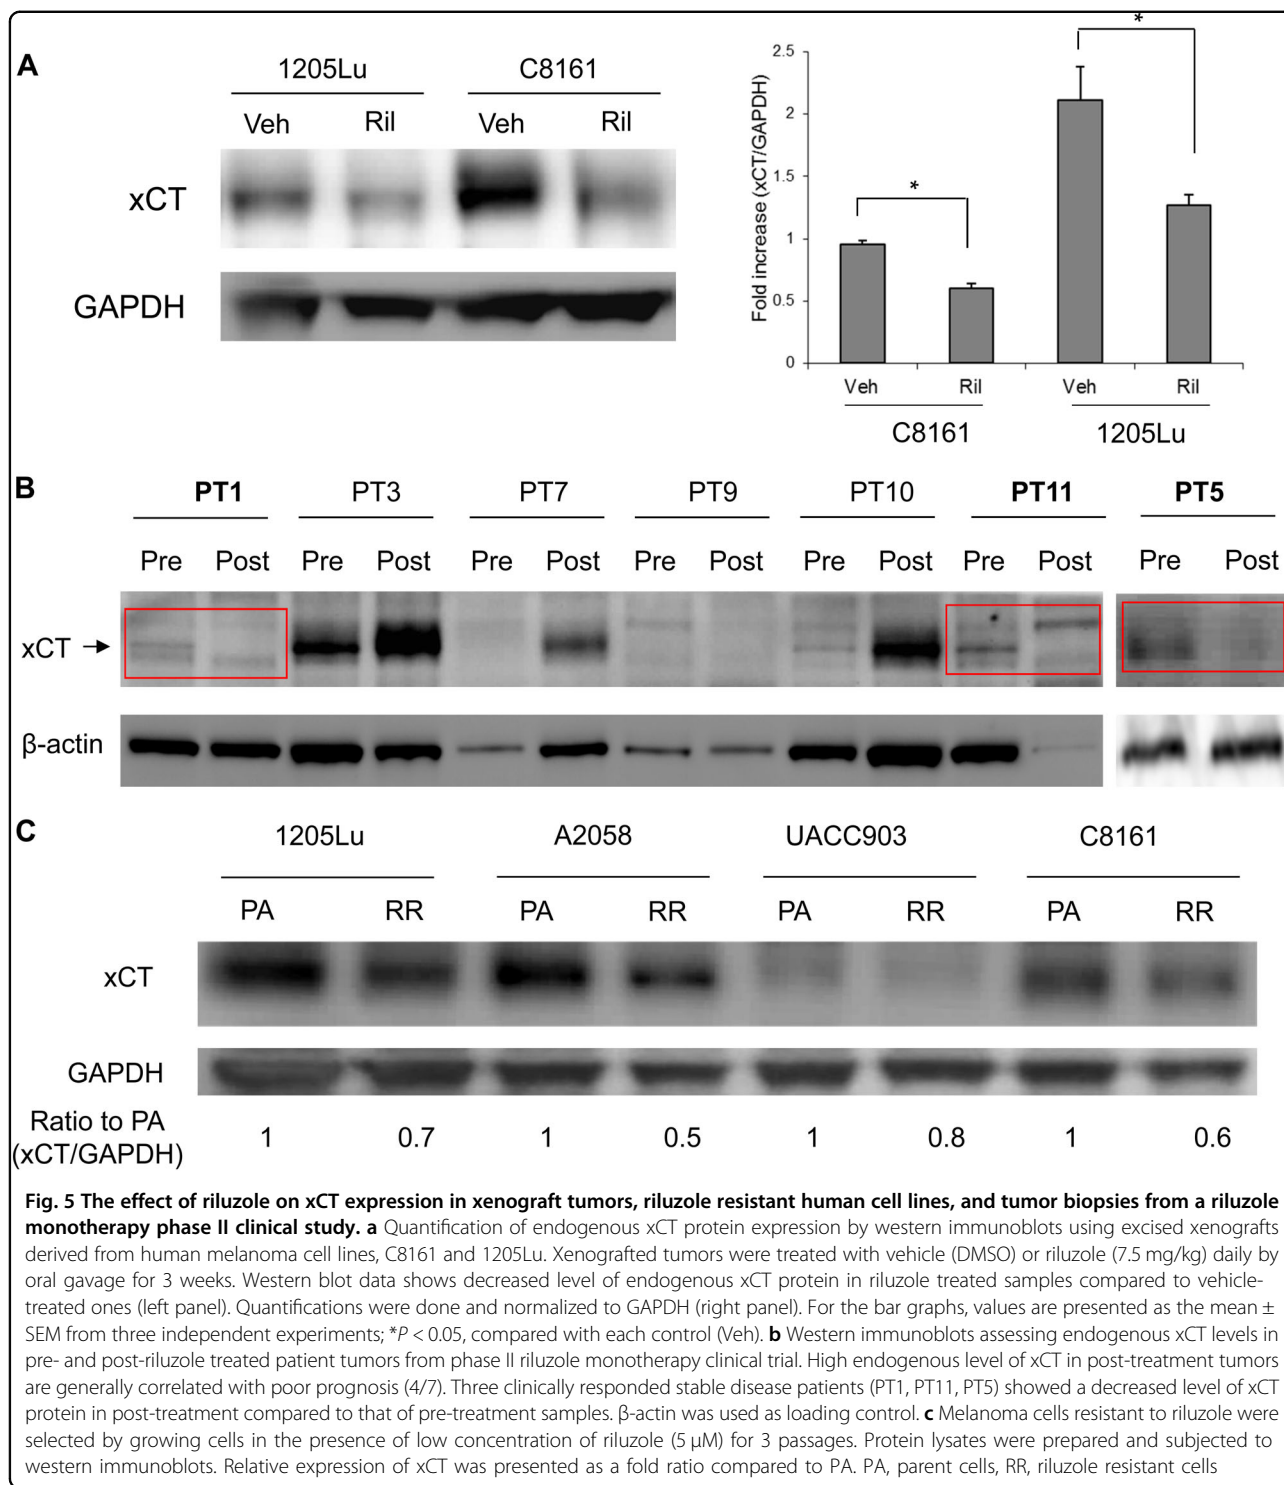 A
1205Lu
C8161
Veh
Ril
Veh
Ril
xCT
GAPDH
*
*
Fold increase (xCT/GAPDH)
2.5
2
1.5
1
0.5
0
Veh
Ril
Veh
Ril
C8161
1205Lu
B
PT1
PT3
PT7
PT9
PT10
PT11
PT5
Pre
Post
Pre
Post
Pre
Post
Pre
Post
Pre
Post
Pre
Post
Pre
Post
xCT
β-actin
C
1205Lu
A2058
UACC903
C8161
PA
RR
PA
RR
PA
RR
PA
RR
xCT
GAPDH
Ratio to PA
(xCT/GAPDH)
1
0.7
1
0.5
1
0.8
1
0.6
Fig. 5 The effect of riluzole on xCT expression in xenograft tumors, riluzole resistant human cell lines, and tumor biopsies from a riluzole
monotherapy phase II clinical study. a Quantification of endogenous xCT protein expression by western immunoblots using excised xenografts
derived from human melanoma cell lines, C8161 and 1205Lu. Xenografted tumors were treated with vehicle (DMSO) or riluzole (7.5 mg/kg) daily by
oral gavage for 3 weeks. Western blot data shows decreased level of endogenous xCT protein in riluzole treated samples compared to vehicle-
treated ones (left panel). Quantifications were done and normalized to GAPDH (right panel). For the bar graphs, values are presented as the mean ±
SEM from three independent experiments; *P < 0.05, compared with each control (Veh). b Western immunoblots assessing endogenous xCT levels in
pre- and post-riluzole treated patient tumors from phase II riluzole monotherapy clinical trial. High endogenous level of xCT in post-treatment tumors
are generally correlated with poor prognosis (4/7). Three clinically responded stable disease patients (PT1, PT11, PT5) showed a decreased level of xCT
protein in post-treatment compared to that of pre-treatment samples. β-actin was used as loading control. c Melanoma cells resistant to riluzole were
selected by growing cells in the presence of low concentration of riluzole (5 µM) for 3 passages. Protein lysates were prepared and subjected to
western immunoblots. Relative expression of xCT was presented as a fold ratio compared to PA. PA, parent cells, RR, riluzole resistant cells